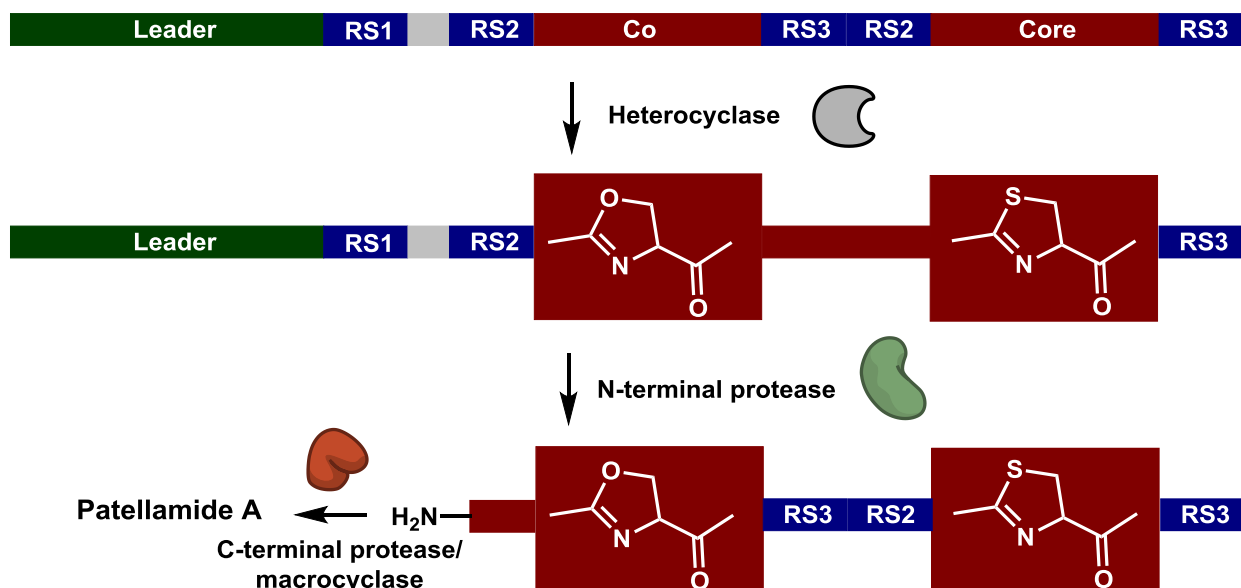 Leader RS1 RS2 Co RS3 RS2 Core RS3
Heterocyclase
Leader RS1 RS2 RS3
O
N
O
S
N
O
N-terminal protease
Patellamide A
H₂N
C-terminal protease/
macrocyclase
O
N
O
RS3 RS2
S
N
O
RS3